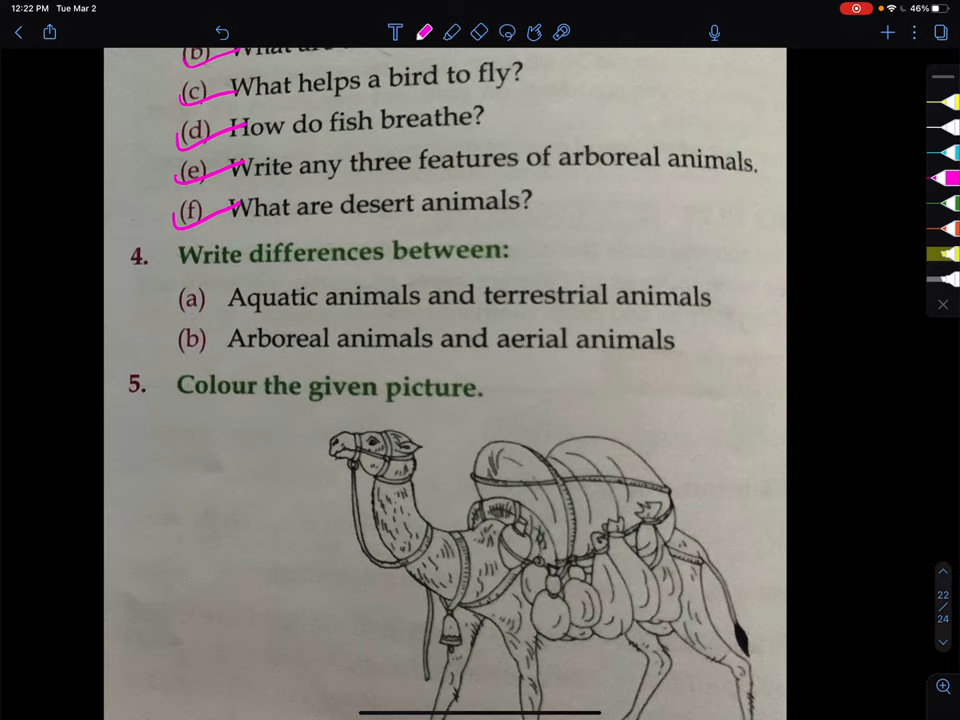 12:22 PM Tue Mar 2
46%
(b) What are
(c) What helps a bird to fly?
(d) How do fish breathe?
(e) Write any three features of arboreal animals.
(f) What are desert animals?
4. Write differences between:
(a) Aquatic animals and terrestrial animals
(b) Arboreal animals and aerial animals
5. Colour the given picture.
22
/
24